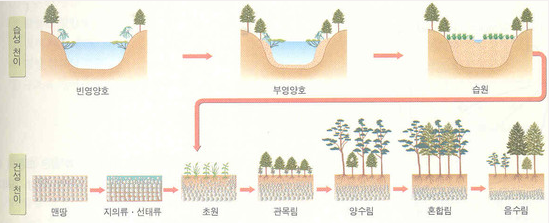 습성 천이
빈영양호
부영양호
습원
건성 천이
맨땅
지의류·선태류
초원
관목림
양수림
혼합림
음수림